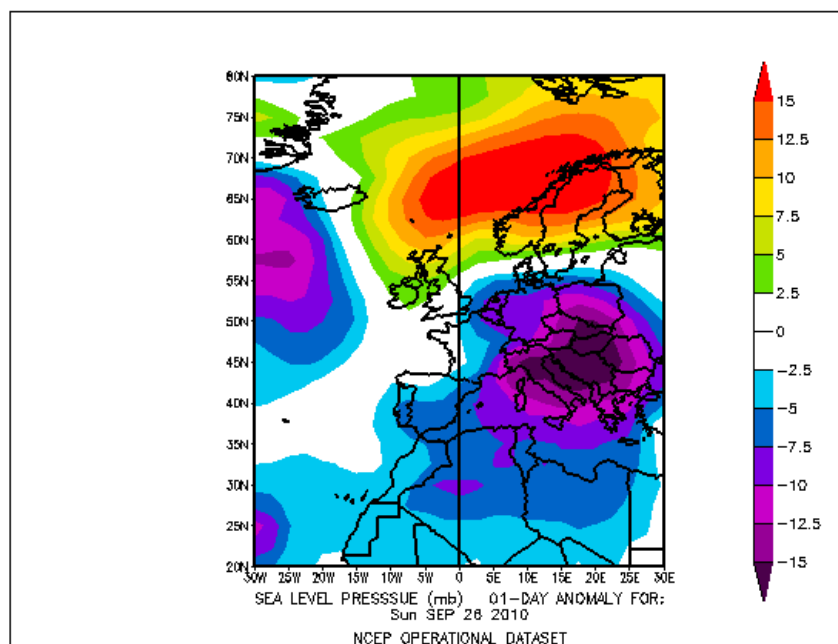 80N
75N
70N
65N
60N
55N
50N
45N
40N
35N
30N
25N
20N
30W 25W 20W 15W 10W 5W 0 5E 10E 15E 20E 25E 30E
15
12.5
10
7.5
5
2.5
0
-2.5
-5
-7.5
-10
-12.5
-15
SEA LEVEL PRESSSUE (mb) 01-DAY ANOMALY FOR:
Sun SEP 26 2010
NCEP OPERATIONAL DATASET